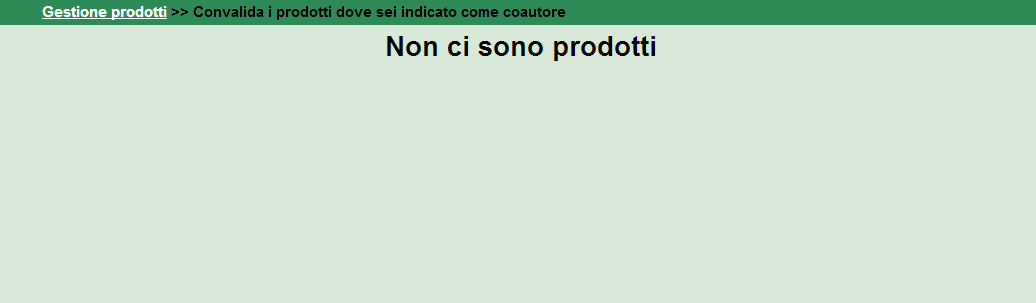 Gestione prodotti >> Convalida i prodotti dove sei indicato come coautore
Non ci sono prodotti